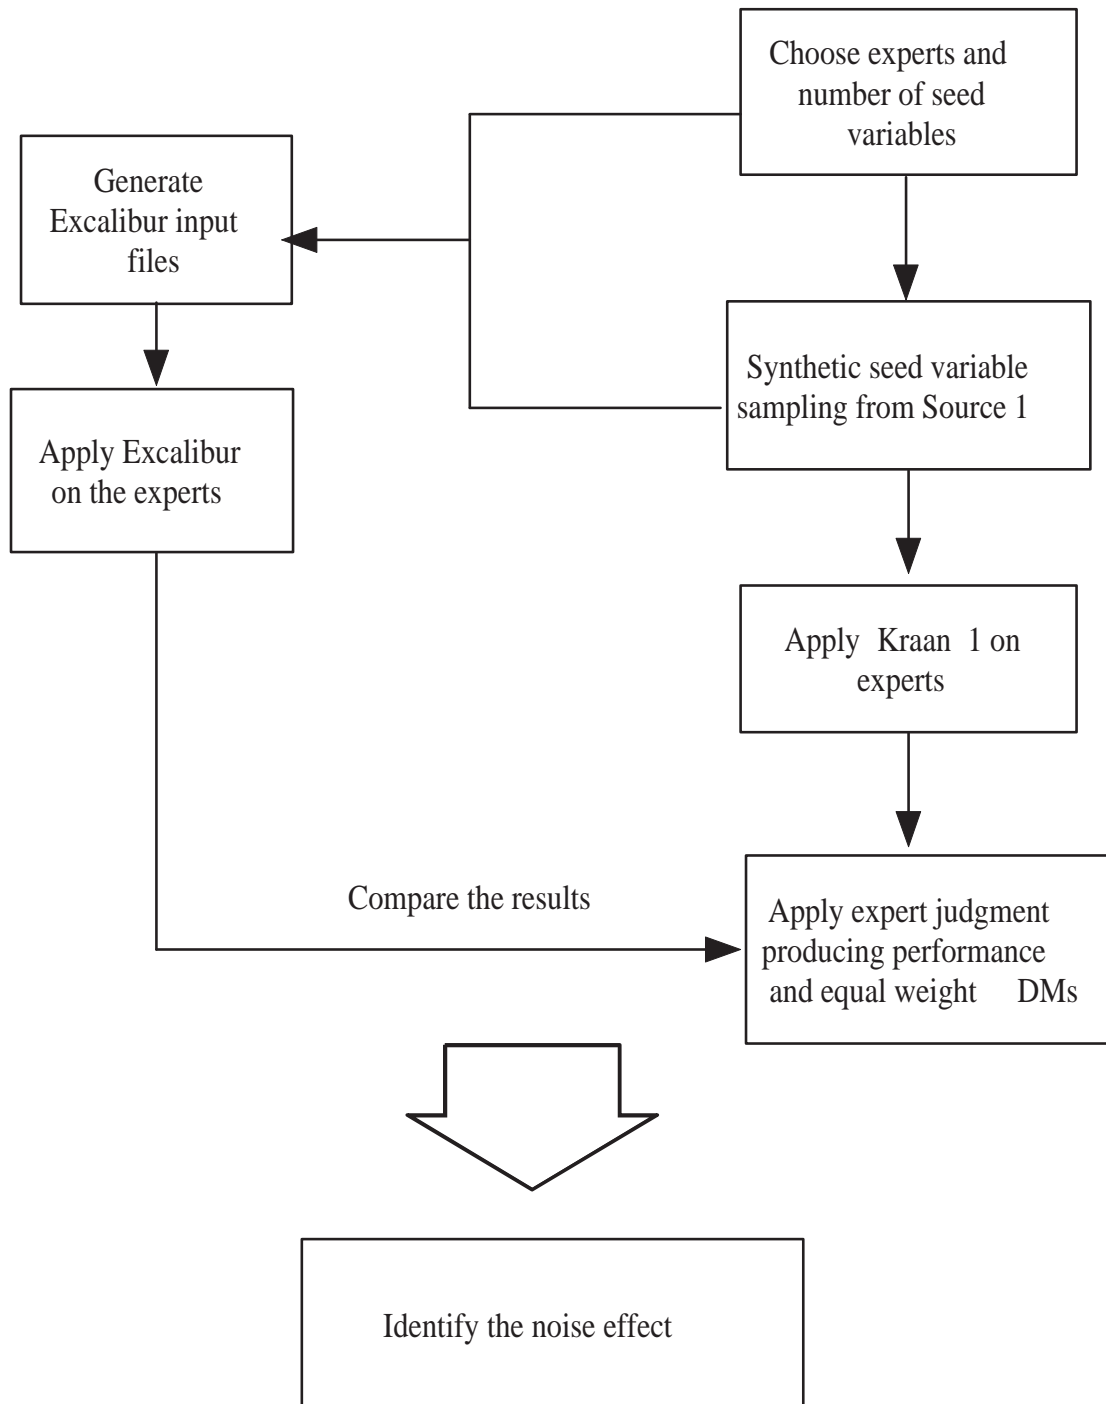 Choose experts and
number of seed
variables
Generate
Excalibur input
files
Synthetic seed variable
sampling from Source 1
Apply Excalibur
on the experts
Apply Kraan 1 on
experts
Compare the results
Apply expert judgment
producing performance
and equal weight DMs
Identify the noise effect